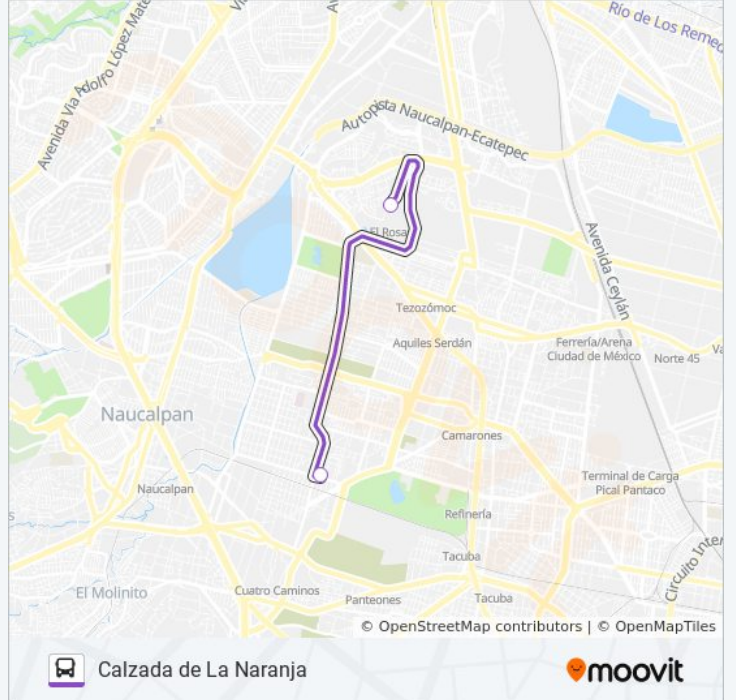 Avenida Vía Adolfo López Mate
Río de Los Remed
Autopista Naucalpan-Ecatepec
El Rosa
Avenida Ceylán
Tezozómoc
Aquiles Serdán
Ferrería/Arena
Ciudad de México
Norte 45
Va
Naucalpan
Camarones
Naucalpan
Terminal de Carga
Pical Pantaco
Refinería
Tacuba
Circuito Inter
El Molinito
Cuatro Caminos
Panteones
Tacuba
© OpenStreetMap contributors | © OpenMapTiles
Calzada de La Naranja
moovit